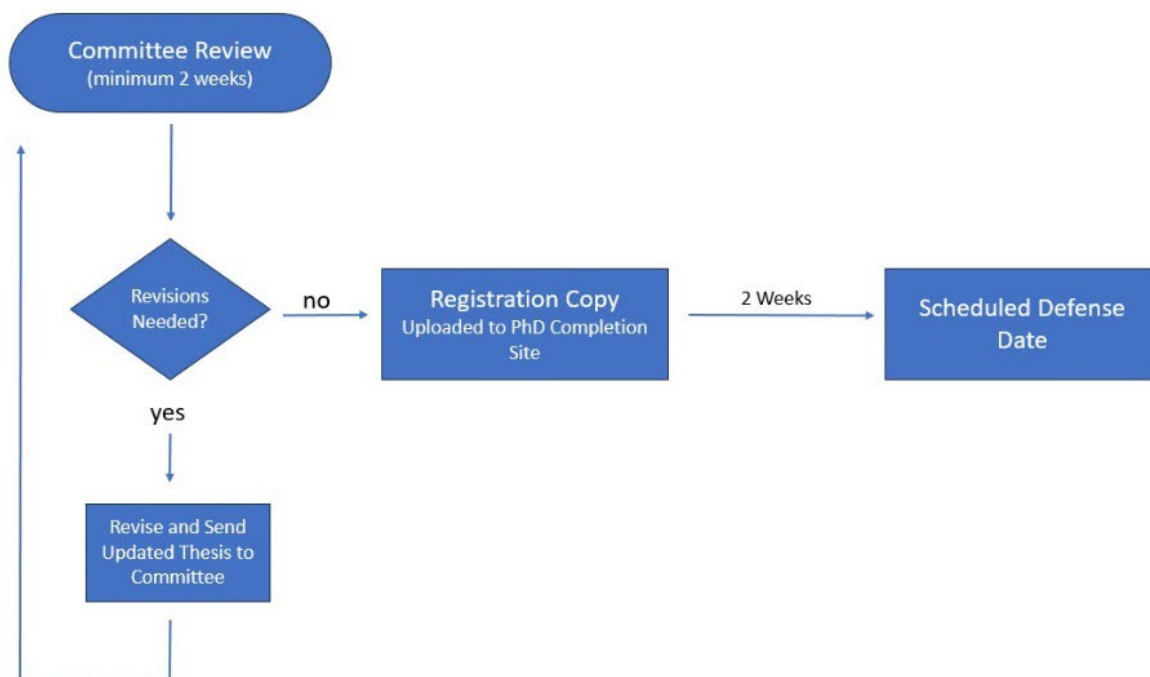 Committee Review
(minimum 2 weeks)
Revisions
Needed?
no
Registration Copy
Uploaded to PhD Completion
Site
2 Weeks
Scheduled Defense
Date
yes
Revise and Send
Updated Thesis to
Committee